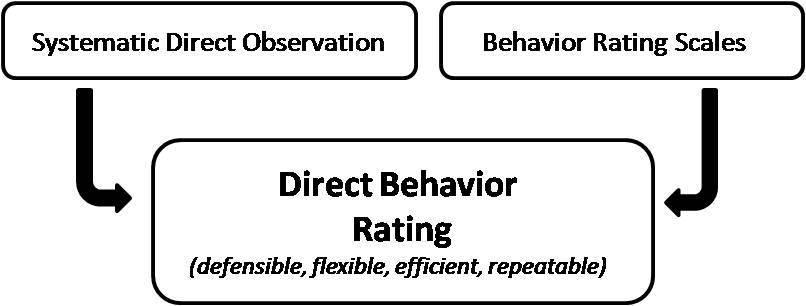 Systematic Direct Observation
Behavior Rating Scales
Direct Behavior
Rating
(defensible, flexible, efficient, repeatable)